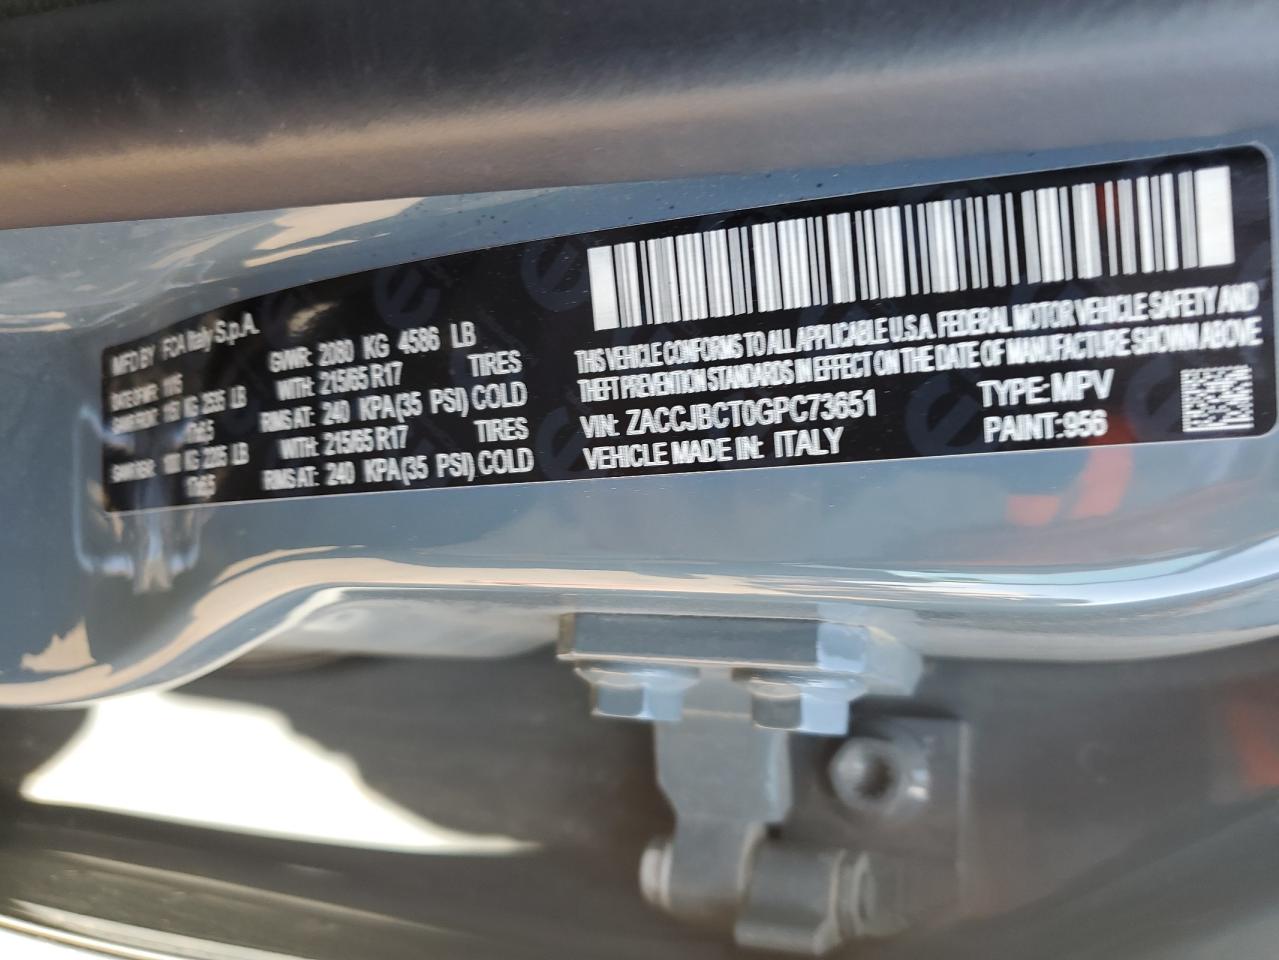 MFD BY FCA Italy S.p.A.
GVWR: 2080 KG 4586 LB
WITH: 215/65 R17 TIRES
RIMS AT: 240 KPA(35 PSI) COLD
WITH: 215/65 R17 TIRES
RIMS AT: 240 KPA(35 PSI) COLD
THIS VEHICLE CONFORMS TO ALL APPLICABLE U.S.A. FEDERAL MOTOR VEHICLE SAFETY AND
THEFT PREVENTION STANDARDS IN EFFECT ON THE DATE OF MANUFACTURE SHOWN ABOVE
VIN: ZACCJBCT0GPC73651 TYPE: MPV
VEHICLE MADE IN: ITALY PAINT:956